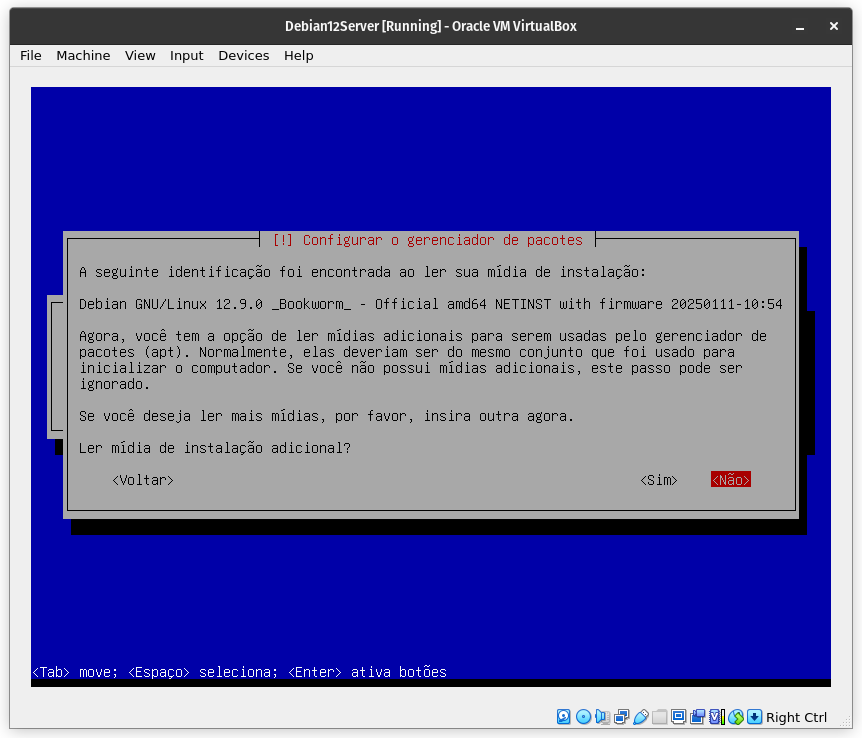 Debian12Server [Running] - Oracle VM VirtualBox
File Machine View Input Devices Help
[!] Configurar o gerenciador de pacotes
A seguinte identificação foi encontrada ao ler sua mídia de instalação:
Debian GNU/Linux 12.9.0 _Bookworm_ - Official amd64 NETINST with firmware 20250111-10:54
Agora, você tem a opção de ler mídias adicionais para serem usadas pelo gerenciador de
pacotes (apt). Normalmente, elas deveriam ser do mesmo conjunto que foi usado para
inicializar o computador. Se você não possui mídias adicionais, este passo pode ser
ignorado.
Se você deseja ler mais mídias, por favor, insira outra agora.
Ler mídia de instalação adicional?
<Voltar> <Sim> <Não>
<Tab> move; <Espaço> seleciona; <Enter> ativa botões
Right Ctrl